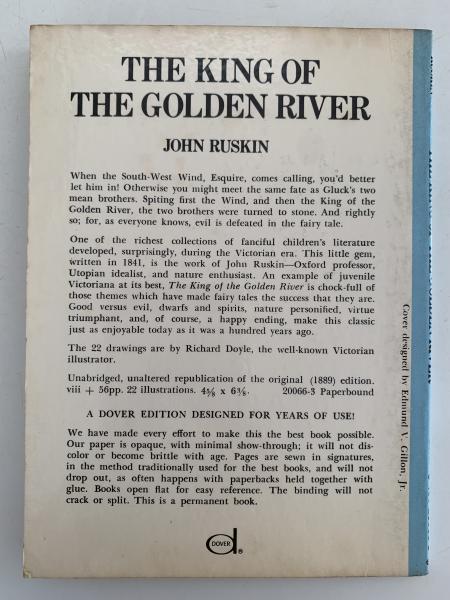 THE KING OF
THE GOLDEN RIVER
JOHN RUSKIN
When the South-West Wind, Esquire, comes calling, you'd better
let him in! Otherwise you might meet the same fate as Gluck's two
mean brothers. Spiting first the Wind, and then the King of the
Golden River, the two brothers were turned to stone. And rightly
so; for, as everyone knows, evil is defeated in the fairy tale.
One of the richest collections of fanciful children's literature
developed, surprisingly, during the Victorian era. This little gem,
written in 1841, is the work of John Ruskin—Oxford professor,
Utopian idealist, and nature enthusiast. An example of juvenile
Victoriana at its best, The King of the Golden River is chock-full of
those themes which have made fairy tales the success that they are.
Good versus evil, dwarfs and spirits, nature personified, virtue
triumphant, and, of course, a happy ending, make this classic
just as enjoyable today as it was a hundred years ago.
The 22 drawings are by Richard Doyle, the well-known Victorian
illustrator.
Unabridged, unaltered republication of the original (1889) edition.
viii + 56pp. 22 illustrations. 4⅝ x 6⅜. 20066-3 Paperbound
A DOVER EDITION DESIGNED FOR YEARS OF USE!
We have made every effort to make this the best book possible.
Our paper is opaque, with minimal show-through; it will not dis-
color or become brittle with age. Pages are sewn in signatures,
in the method traditionally used for the best books, and will not
drop out, as often happens with paperbacks held together with
glue. Books open flat for easy reference. The binding will not
crack or split. This is a permanent book.
DOVER
®
Cover designed by Edmund V. Gillon, Jr.